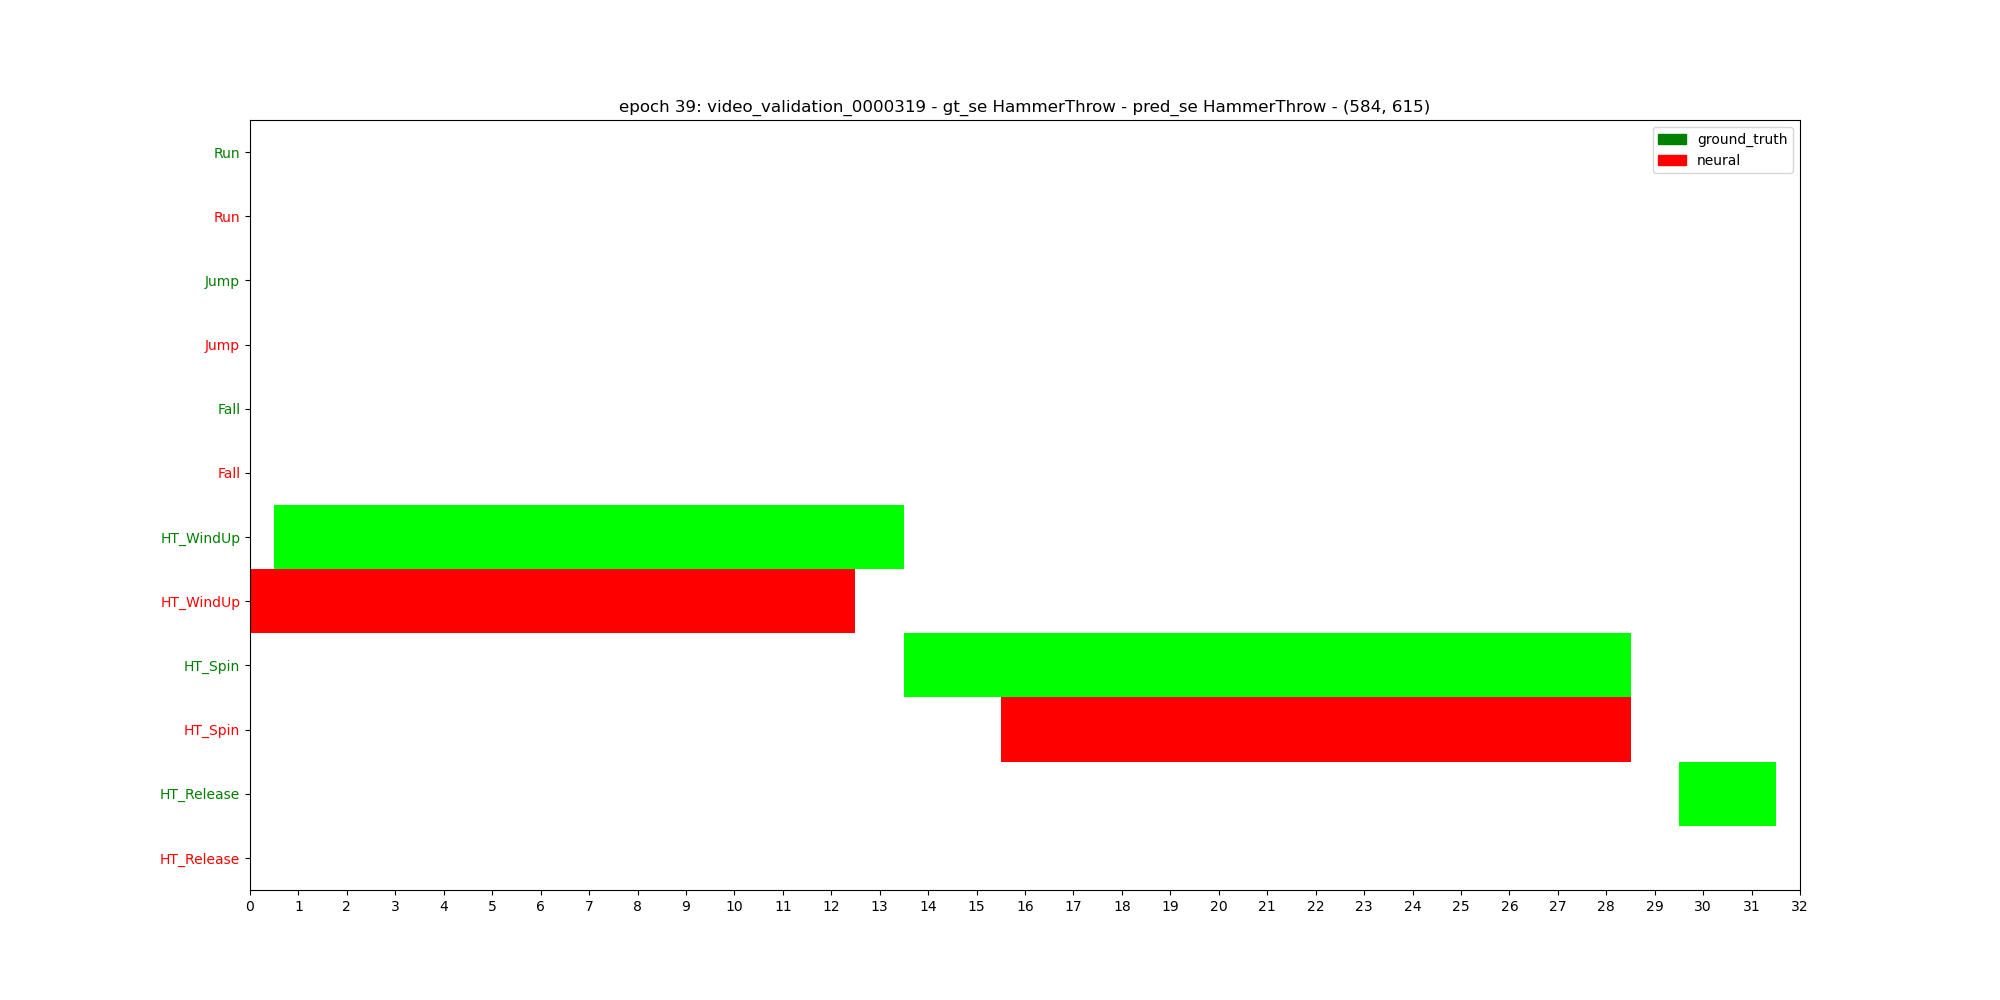 epoch 39: video_validation_0000319 - gt_se HammerThrow - pred_se HammerThrow - (584, 615)
ground_truth
neural
Run
Run
Jump
Jump
Fall
Fall
HT_WindUp
HT_WindUp
HT_Spin
HT_Spin
HT_Release
HT_Release
0 1 2 3 4 5 6 7 8 9 10 11 12 13 14 15 16 17 18 19 20 21 22 23 24 25 26 27 28 29 30 31 32